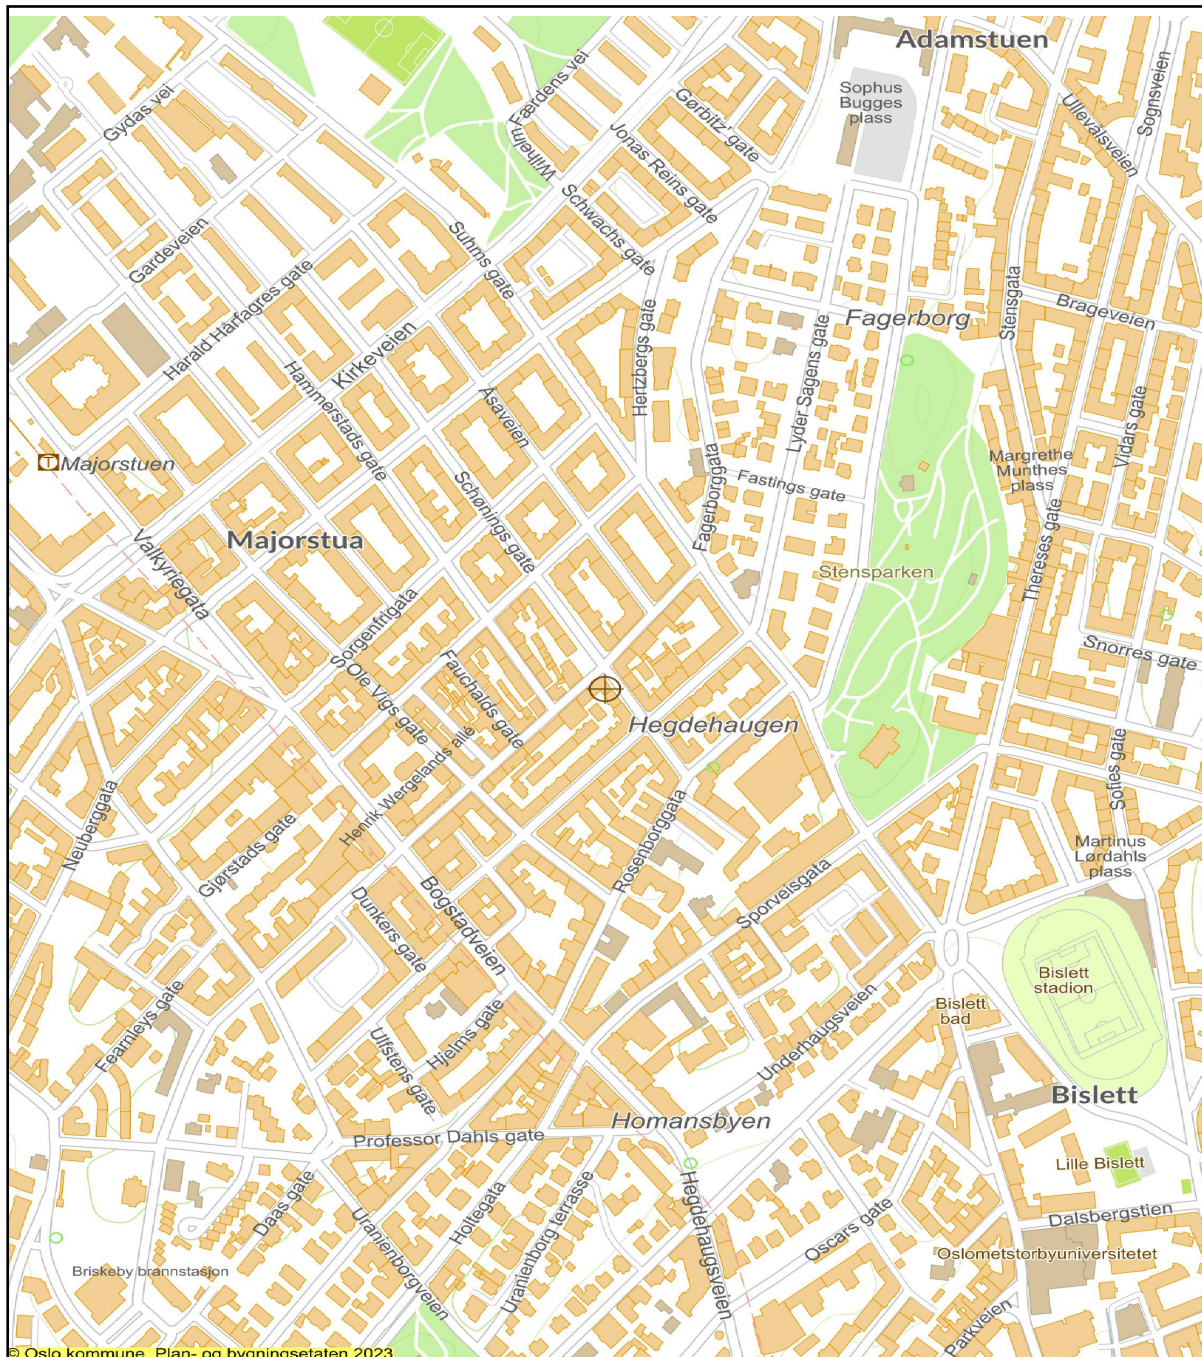 Adamstuen
Sophus
Bugges
plass
Gydas vei
Færdens vei
Wilhelm
Gørbitz' gate
Jonas Reins gate
Ullevålsveien
Sognsveien
Schwachs gate
Suhms gate
Gardeveien
Harald Hårfagres gate
Kirkeveien
Hammerstads gate
Hertzbergs gate
Fagerborg
Stensgata
Brageveien
Lyder Sagens gate
Åsaveien
Vidars gate
Majorstuen
Margrethe
Munthes
plass
Fastings gate
Fagerborggata
Schønings gate
Majorstua
Valkyriegata
Stensparken
Thereses gate
Sorgenfrigata
Snorres gate
Ole Vigs gate
Fauchalds gate
Hegdehaugen
Henrik Wergelands allé
Sofies gate
Neuberggata
Gjørstads gate
Rosenborggata
Martinus
Lørdahls
plass
Sporveisgata
Dunkers gate
Bogstadveien
Bislett
stadion
Bislett
bad
Underhaugsveien
Fearnleys gate
Hjelms gate
Ulfstens gate
Bislett
Homansbyen
Professor Dahls gate
Lille Bislett
Daas gate
Holtegata
Uranienborg terrasse
Hegdehaugsveien
Oscars gate
Dalsbergstien
Uranienborgveien
Oslometstorbyuniversitetet
Briskeby brannstasjon
Parkveien
© Oslo kommune, Plan- og bygningsetaten 2023